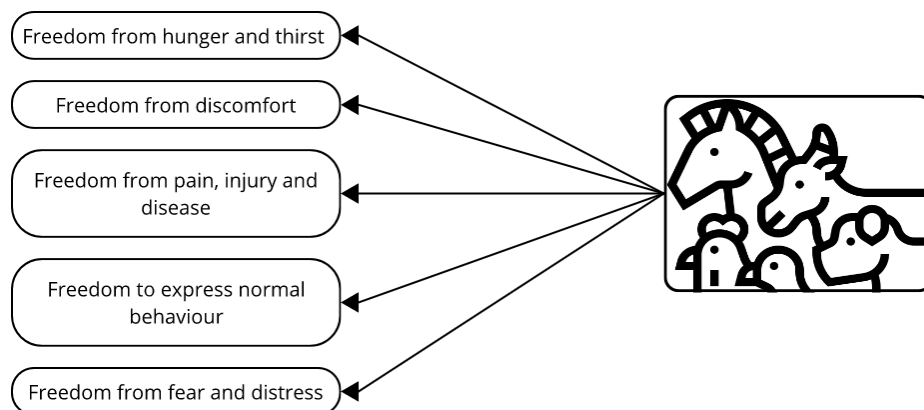 Freedom from hunger and thirst
Freedom from discomfort
Freedom from pain, injury and
disease
Freedom to express normal
behaviour
Freedom from fear and distress